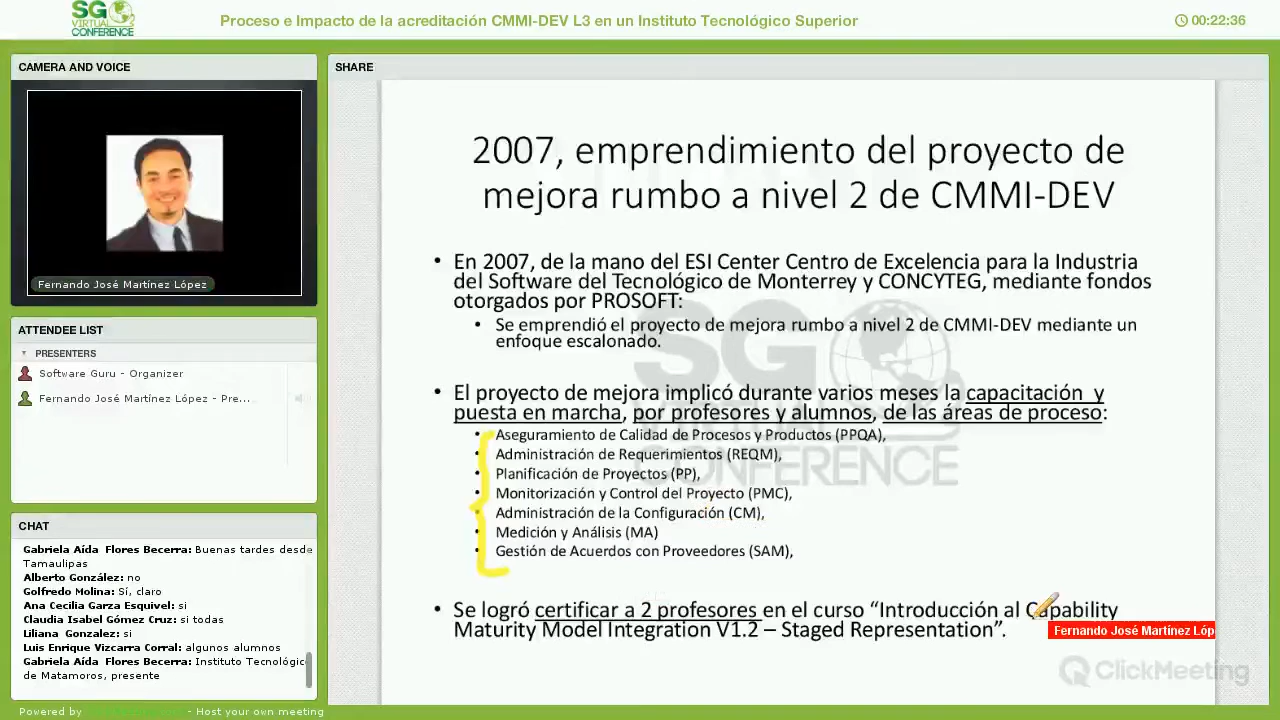 SG
VIRTUAL
CONFERENCE
Proceso e Impacto de la acreditación CMMI-DEV L3 en un Instituto Tecnológico Superior
00:22:36
CAMERA AND VOICE
Fernando José Martínez López
ATTENDEE LIST
PRESENTERS
Software Guru - Organizer
Fernando José Martínez López - Pre...
CHAT
Gabriela Aída Flores Becerra: Buenas tardes desde
Tamaulipas
Alberto González: no
Golfredo Molina: Sí, claro
Ana Cecilia Garza Esquivel: si
Claudia Isabel Gómez Cruz: si todas
Liliana Gonzalez: si
Luis Enrique Vizcarra Corral: algunos alumnos
Gabriela Aída Flores Becerra: Instituto Tecnológic
de Matamoros, presente
Powered by
- Host your own meeting
SHARE
2007, emprendimiento del proyecto de
mejora rumbo a nivel 2 de CMMI-DEV
• En 2007, de la mano del ESI Center Centro de Excelencia para la Industria
del Software del Tecnológico de Monterrey y CONCYTEG, mediante fondos
otorgados por PROSOFT:
• Se emprendió el proyecto de mejora rumbo a nivel 2 de CMMI-DEV mediante un
enfoque escalonado.
• El proyecto de mejora implicó durante varios meses la capacitación y
puesta en marcha, por profesores y alumnos, de las áreas de proceso:
• Aseguramiento de Calidad de Procesos y Productos (PPQA),
• Administración de Requerimientos (REQM),
• Planificación de Proyectos (PP),
• Monitorización y Control del Proyecto (PMC),
• Administración de la Configuración (CM),
• Medición y Análisis (MA)
• Gestión de Acuerdos con Proveedores (SAM),
• Se logró certificar a 2 profesores en el curso “Introducción al Capability
Maturity Model Integration V1.2 – Staged Representation”.
Fernando José Martínez Lóp
SG
VIRTUAL
CONFERENCE
ClickMeeting